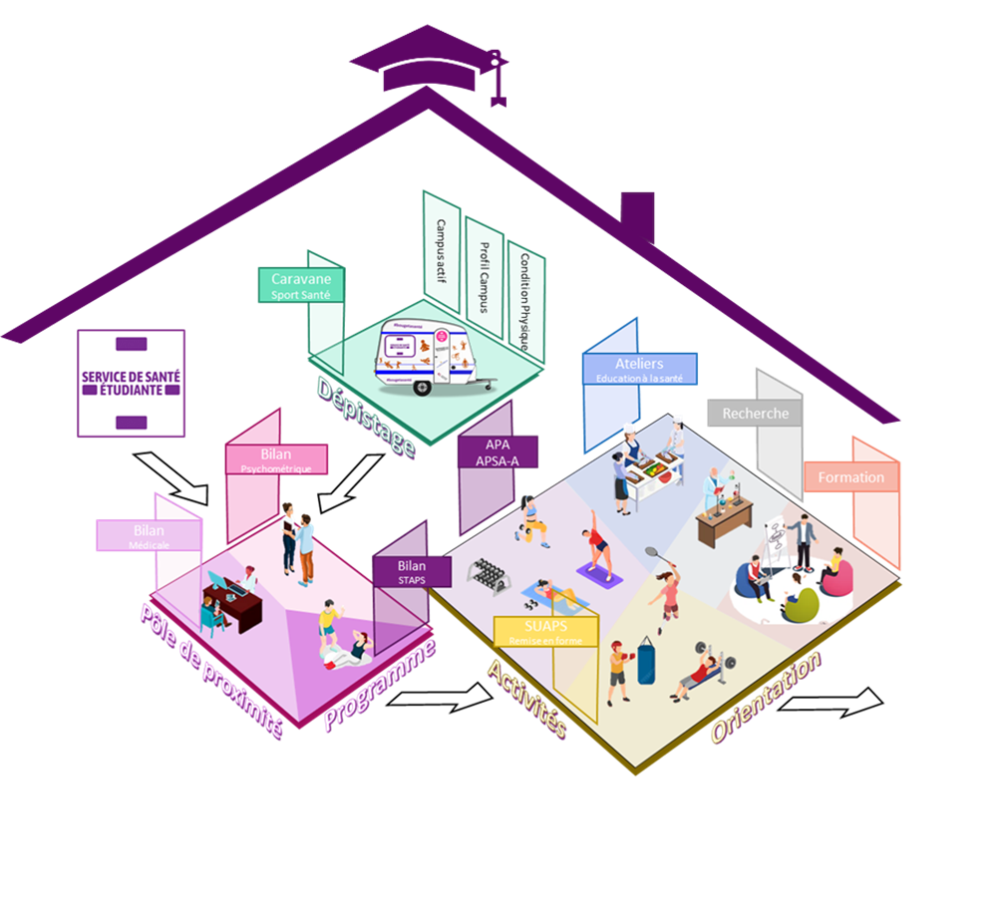 Campus actif
Profil Campus
Condition Physique
Caravane
Sport Santé
Dépistage
SERVICE DE SANTÉ
ÉTUDIANTE
Ateliers
Education à la santé
Recherche
Formation
APA
APSA-A
Bilan
Psychométrique
Bilan
Médicale
Bilan
STAPS
SUAPS
Remise en forme
Pôle de proximité
Programme
Activités
Orientation